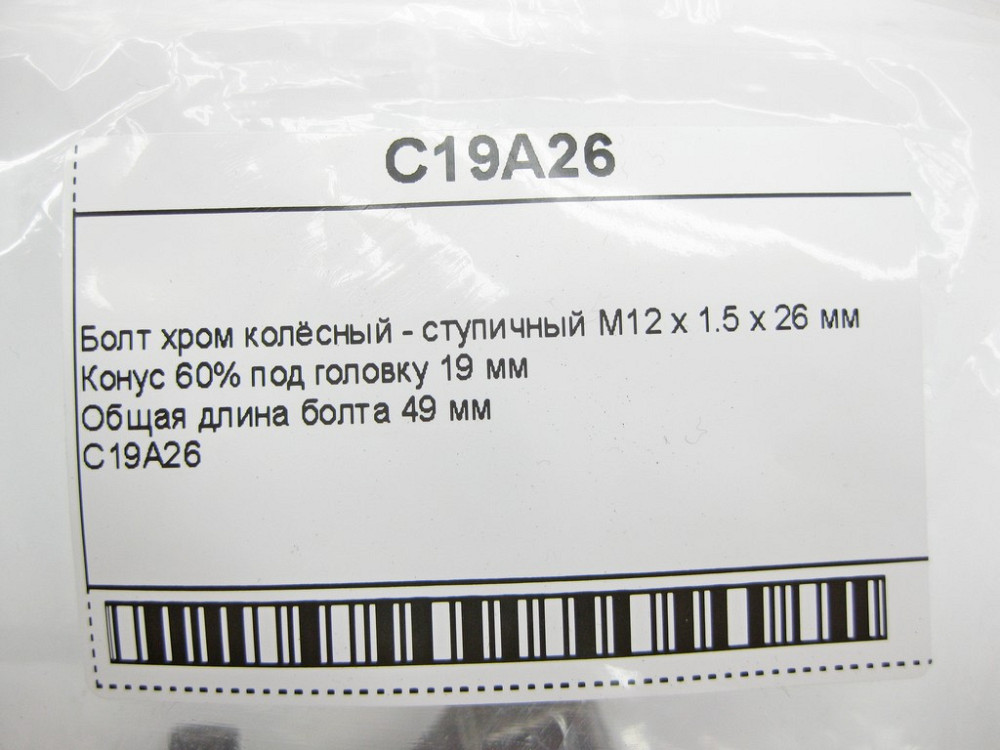 C19A26
Болт хром колёсный - ступичный М12 х 1.5 х 26 мм
Конус 60% под головку 19 мм
Общая длина болта 49 мм
C19A26